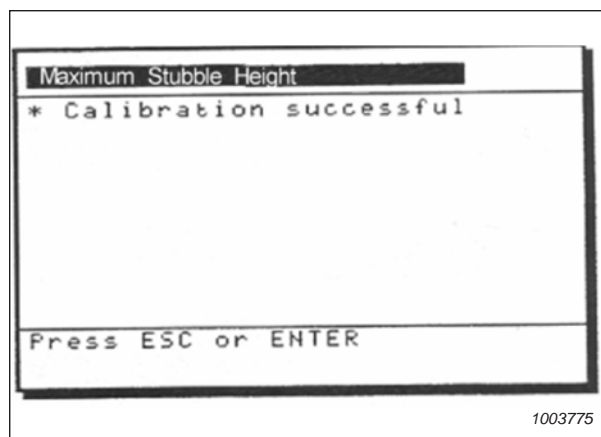 Maximum Stubble Height
* Calibration successful
Press ESC or ENTER
1003775